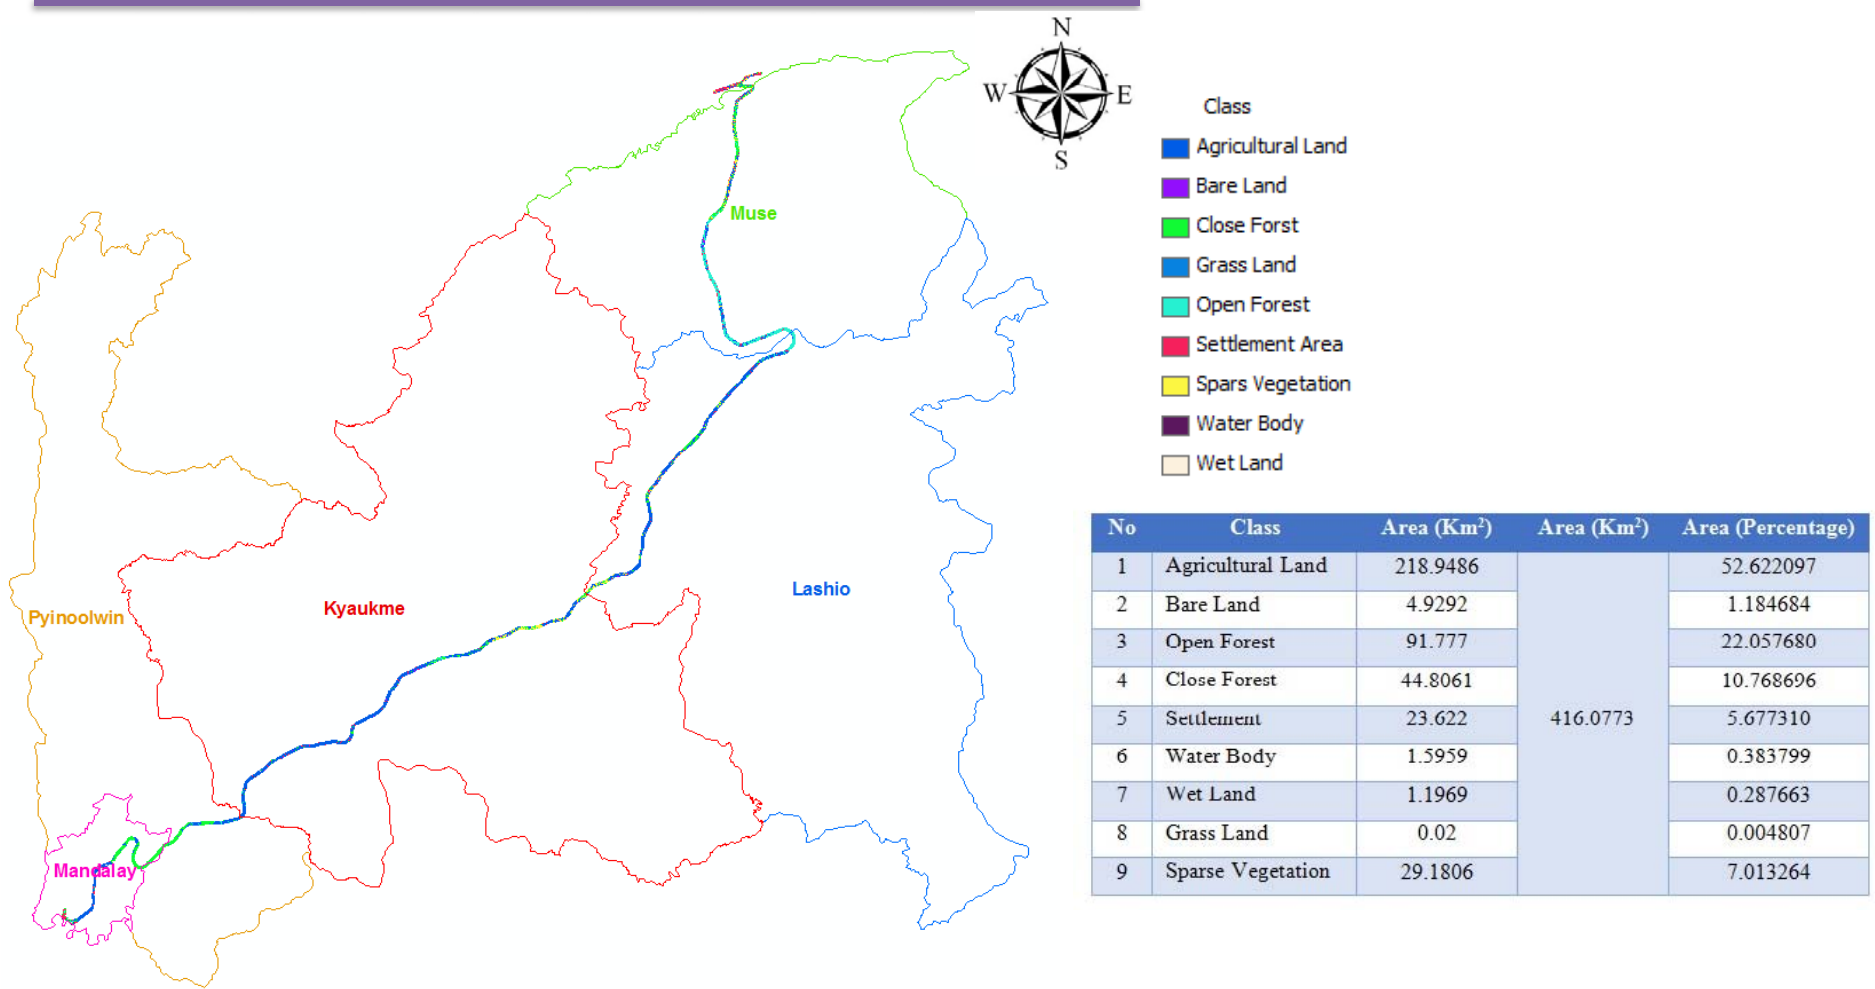 N
W E
S
Muse
Pyinoolwin
Kyaukme
Lashio
Mandalay
Class
Agricultural Land
Bare Land
Close Forst
Grass Land
Open Forest
Settlement Area
Spars Vegetation
Water Body
Wet Land
No Class Area (Km²) Area (Km²) Area (Percentage)
1 Agricultural Land 218.9486 52.622097
2 Bare Land 4.9292 1.184684
3 Open Forest 91.777 22.057680
4 Close Forest 44.8061 10.768696
5 Settlement 23.622 416.0773 5.677310
6 Water Body 1.5959 0.383799
7 Wet Land 1.1969 0.287663
8 Grass Land 0.02 0.004807
9 Sparse Vegetation 29.1806 7.013264